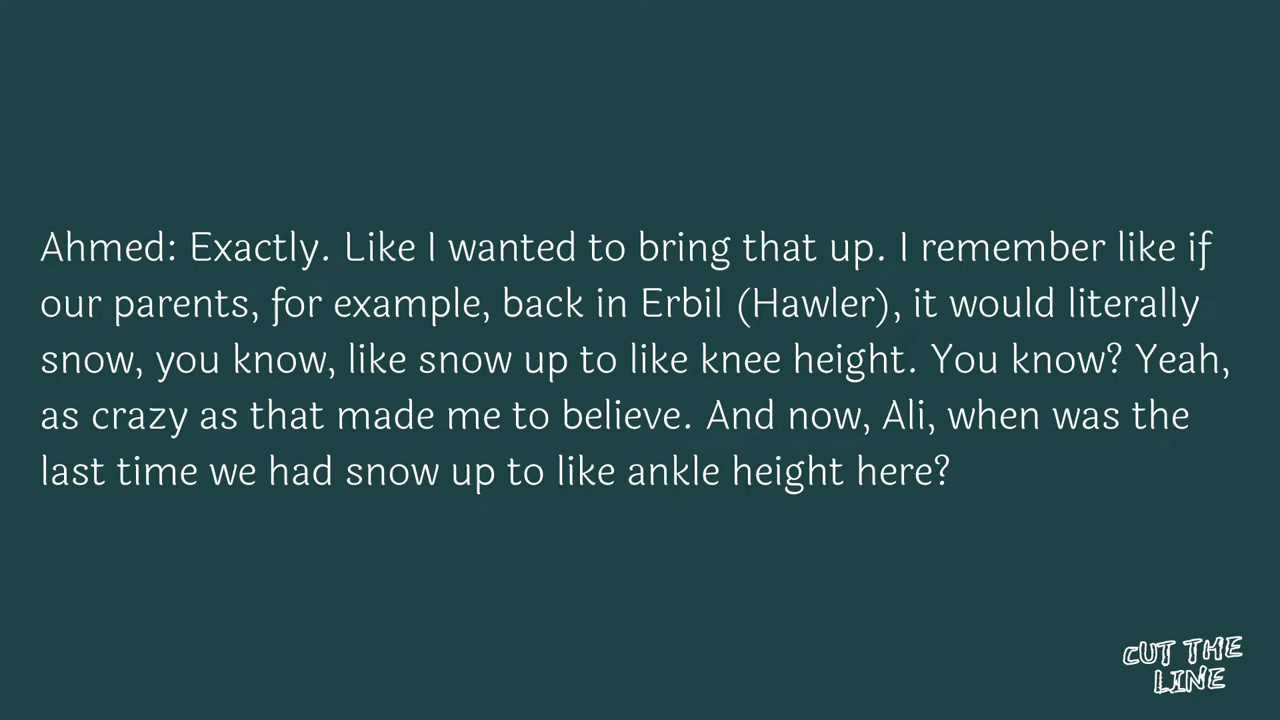 Ahmed: Exactly. Like I wanted to bring that up. I remember like if
our parents, for example, back in Erbil (Hawler), it would literally
snow, you know, like snow up to like knee height. You know? Yeah,
as crazy as that made me to believe. And now, Ali, when was the
last time we had snow up to like ankle height here?
CUT THE
LINE